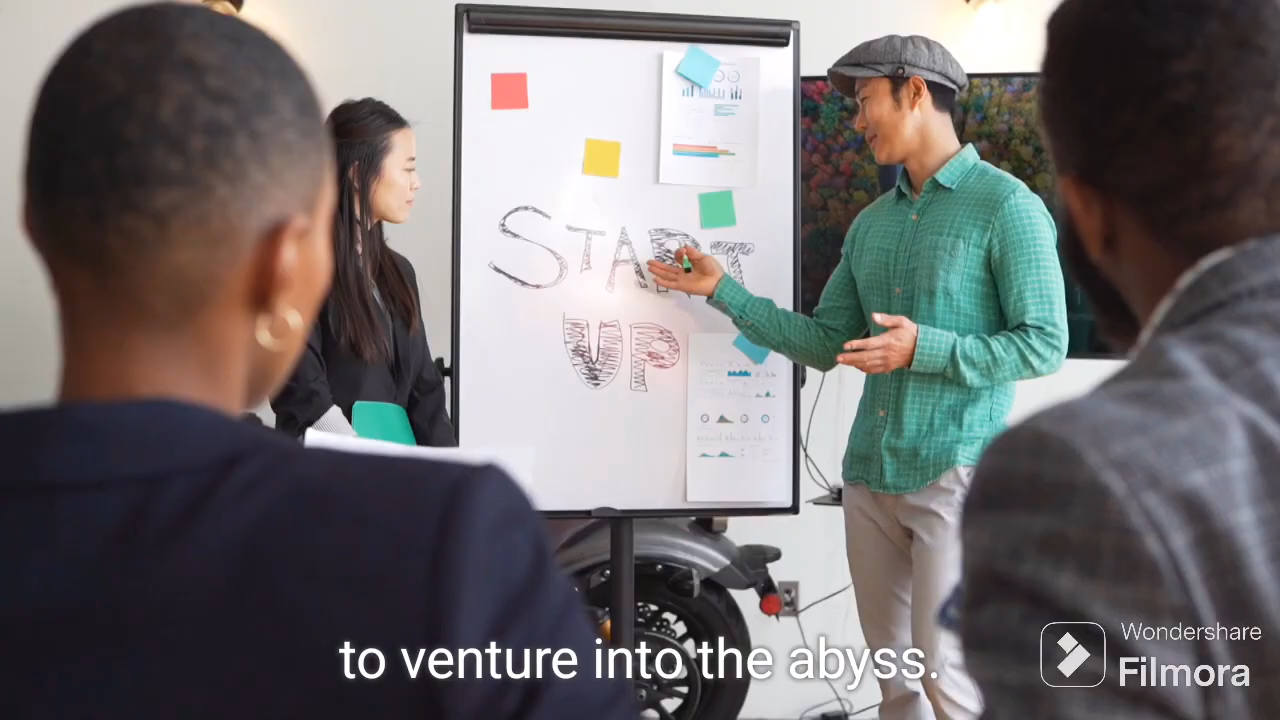 START
UP
to venture into the abyss.
Wondershare
Filmora